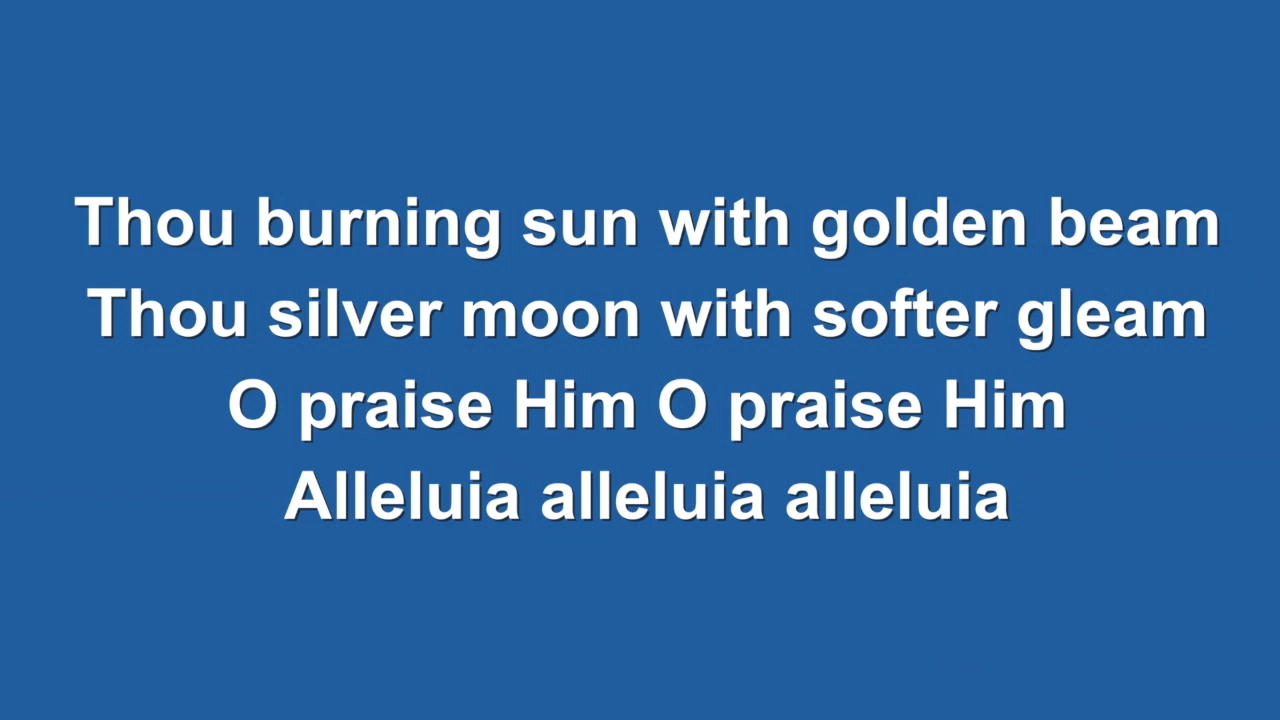 Thou burning sun with golden beam
Thou silver moon with softer gleam
O praise Him O praise Him
Alleluia alleluia alleluia